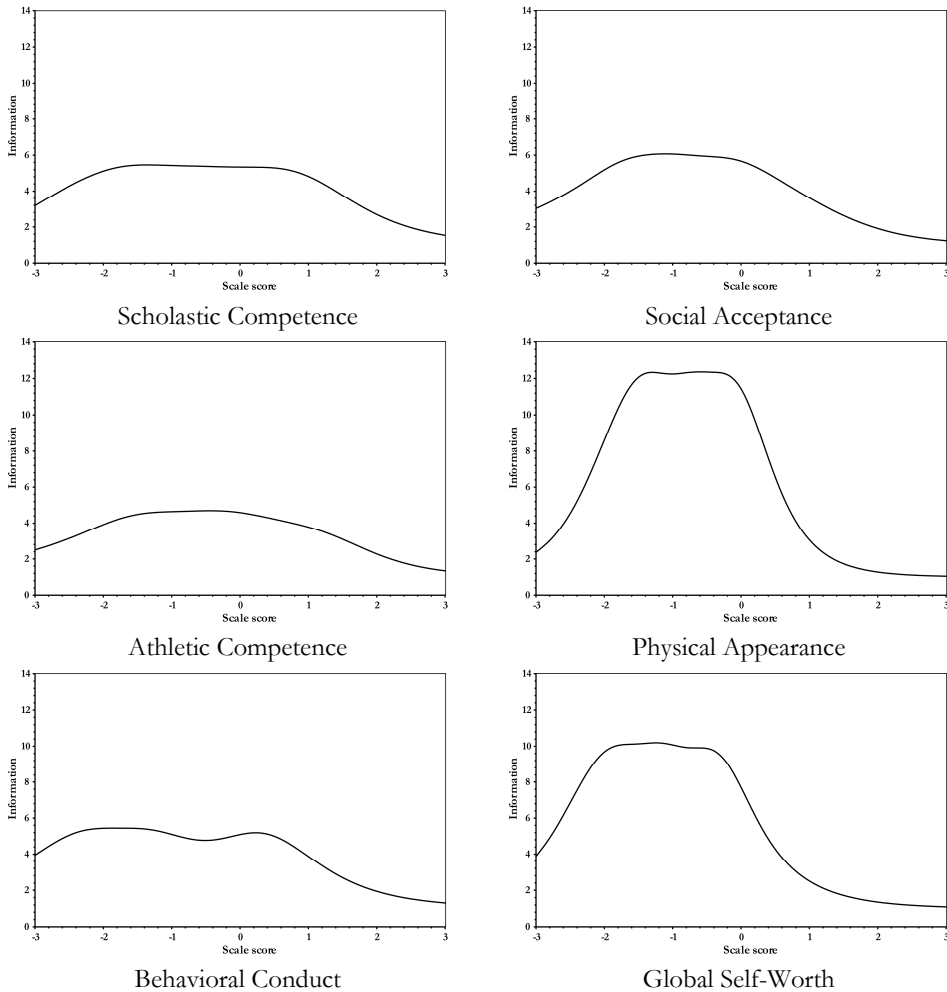 14
12
10
8
6
4
2
0
Information
-3 -2 -1 0 1 2 3
Scale score
Scholastic Competence
14
12
10
8
6
4
2
0
Information
-3 -2 -1 0 1 2 3
Scale score
Social Acceptance
14
12
10
8
6
4
2
0
Information
-3 -2 -1 0 1 2 3
Scale score
Athletic Competence
14
12
10
8
6
4
2
0
Information
-3 -2 -1 0 1 2 3
Scale score
Physical Appearance
14
12
10
8
6
4
2
0
Information
-3 -2 -1 0 1 2 3
Scale score
Behavioral Conduct
14
12
10
8
6
4
2
0
Information
-3 -2 -1 0 1 2 3
Scale score
Global Self-Worth